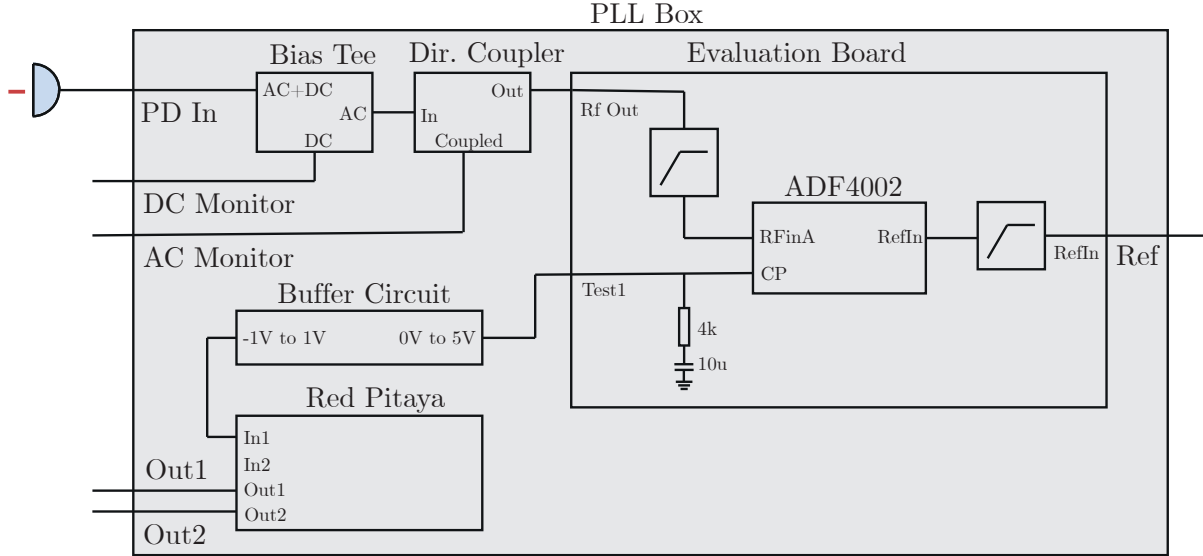 PLL Box
Bias Tee
Dir. Coupler
Evaluation Board
AC+DC
AC
DC
Out
In
Coupled
PD In
Rf Out
DC Monitor
AC Monitor
ADF4002
RFinA
RefIn
CP
RefIn
Ref
Test1
4k
10u
Buffer Circuit
-1V to 1V
0V to 5V
Red Pitaya
In1
In2
Out1
Out2
Out1
Out2